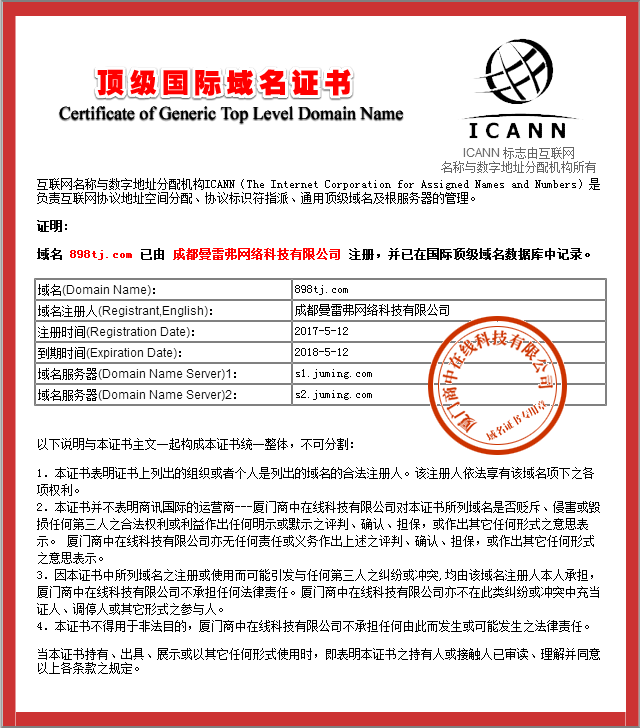 顶级国际域名证书
Certificate of Generic Top Level Domain Name
ICANN
ICANN 标志由互联网
名称与数字地址分配机构所有
互联网名称与数字地址分配机构ICANN (The Internet Corporation for Assigned Names and Numbers) 是
负责互联网协议地址空间分配、协议标识符指派、通用顶级域名及根服务器的管理。
证明:
域名 898tj.com 已由 成都曼雷弗网络科技有限公司 注册，并已在国际顶级域名数据库中记录。
域名(Domain Name): 898tj.com
域名注册人(Registrant,English): 成都曼雷弗网络科技有限公司
注册时间(Registration Date): 2017-5-12
到期时间(Expiration Date): 2018-5-12
域名服务器(Domain Name Server)1: s1.juming.com
域名服务器(Domain Name Server)2: s2.juming.com
厦门商中在线科技有限公司
域名证书专用章
以下说明与本证书主文一起构成本证书统一整体，不可分割:
1．本证书表明证书上列出的组织或者个人是列出的域名的合法注册人。该注册人依法享有该域名项下之各
项权利。
2．本证书并不表明商讯国际的运营商---厦门商中在线科技有限公司对本证书所列域名是否贬斥、侵害或毁
损任何第三人之合法权利或利益作出任何明示或默示之评判、确认、担保，或作出其它任何形式之意思表
示。 厦门商中在线科技有限公司亦无任何责任或义务作出上述之评判、确认、担保，或作出其它任何形式
之意思表示。
3．因本证书中所列域名之注册或使用而可能引发与任何第三人之纠纷或冲突,均由该域名注册人本人承担，
厦门商中在线科技有限公司不承担任何法律责任。厦门商中在线科技有限公司亦不在此类纠纷或冲突中充当
证人、调停人或其它形式之参与人。
4．本证书不得用于非法目的，厦门商中在线科技有限公司不承担任何由此而发生或可能发生之法律责任。
当本证书持有、出具、展示或以其它任何形式使用时，即表明本证书之持有人或接触人已审读、理解并同意
以上各条款之规定。